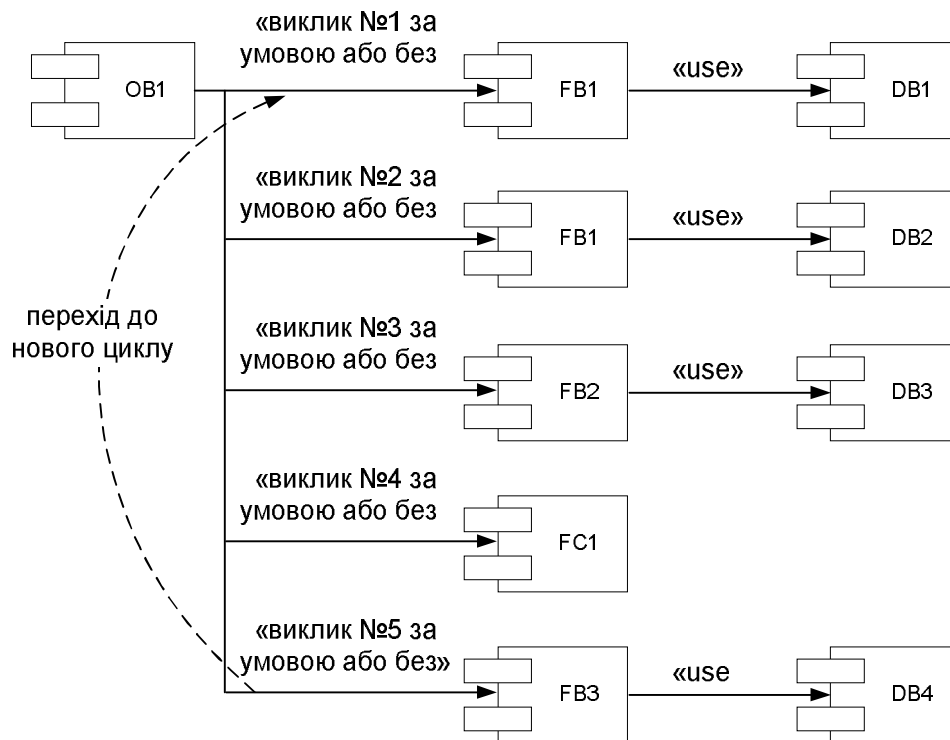 «виклик №1 за
умовою або без
OB1
FB1
«use»
DB1
«виклик №2 за
умовою або без
FB1
«use»
DB2
перехід до
нового циклу
«виклик №3 за
умовою або без
FB2
«use»
DB3
«виклик №4 за
умовою або без
FC1
«виклик №5 за
умовою або без»
FB3
«use
DB4